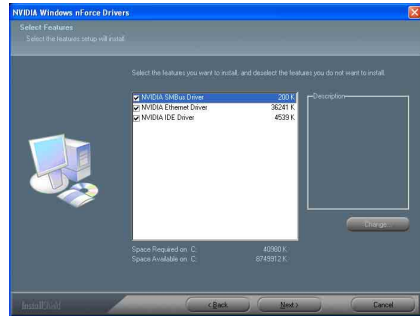 NVIDIA Windows nForce Drivers
Select Features
Select the features setup will install.
Select the features you want to install, and deselect the features you do not want to install.
NVIDIA SMBus Driver 200 K
NVIDIA Ethernet Driver 36241 K
NVIDIA IDE Driver 4539 K
Description
Change...
Space Required on C: 40980 K
Space Available on C: 8749912 K
InstallShield
< Back
Next >
Cancel